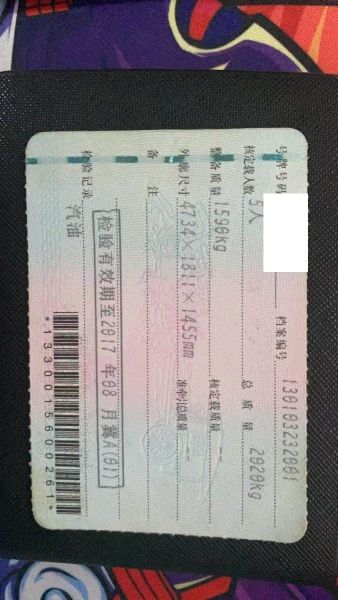 号牌号码 档案编号 130103232001
核定载人数 5人 总质量 2020kg
整备质量 1590kg 核定载质量 --
外廓尺寸 4734×1811×1455mm 准牵引总质量 --
备注
检验有效期至2017年08月冀A(01)
检验记录 汽油
*1330015600261*